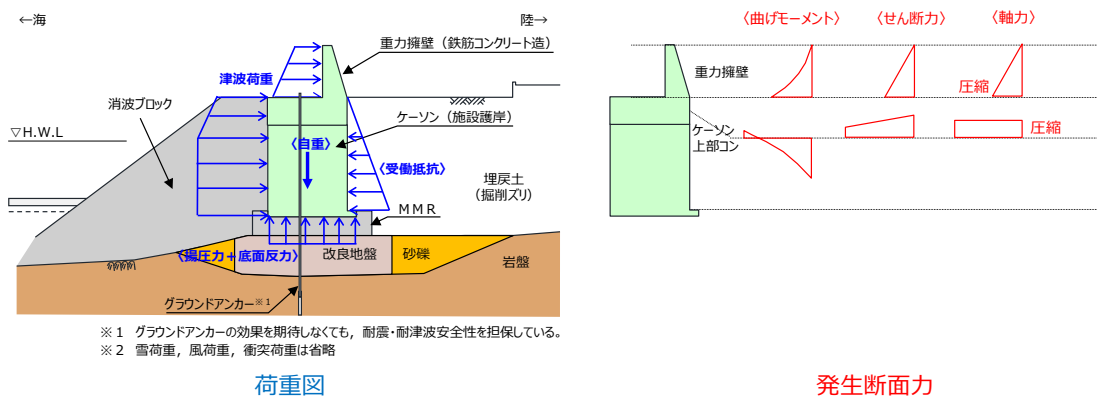 ←海
陸→
重力擁壁（鉄筋コンクリート造）
津波荷重
消波ブロック
ケーソン（施設護岸）
▽H.W.L
〈自重〉
〈受働抵抗〉
埋戻土
（掘削ズリ）
ＭＭＲ
〈揚圧力＋底面反力〉
改良地盤
砂礫
岩盤
グラウンドアンカー※１
※１　グラウンドアンカーの効果を期待しなくても，耐震・耐津波安全性を担保している。
※２　雪荷重，風荷重，衝突荷重は省略
荷重図
〈曲げモーメント〉
〈せん断力〉
〈軸力〉
重力擁壁
圧縮
ケーソン
上部コン
圧縮
発生断面力